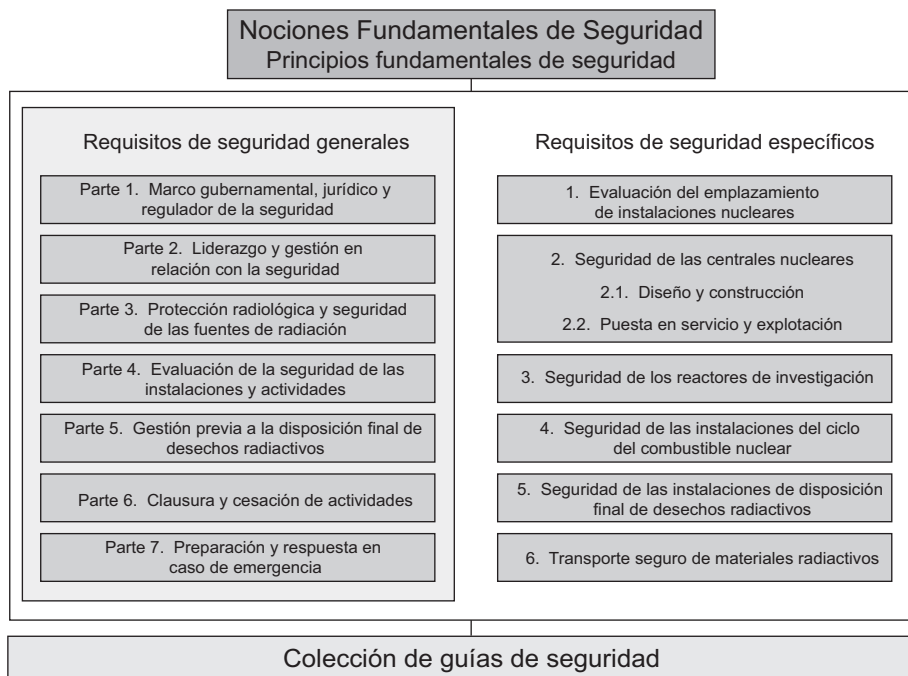 Nociones Fundamentales de Seguridad
Principios fundamentales de seguridad
Requisitos de seguridad generales
Parte 1. Marco gubernamental, jurídico y
regulador de la seguridad
Parte 2. Liderazgo y gestión en
relación con la seguridad
Parte 3. Protección radiológica y seguridad
de las fuentes de radiación
Parte 4. Evaluación de la seguridad de las
instalaciones y actividades
Parte 5. Gestión previa a la disposición final de
desechos radiactivos
Parte 6. Clausura y cesación de actividades
Parte 7. Preparación y respuesta en
caso de emergencia
Requisitos de seguridad específicos
1. Evaluación del emplazamiento
de instalaciones nucleares
2. Seguridad de las centrales nucleares
2.1. Diseño y construcción
2.2. Puesta en servicio y explotación
3. Seguridad de los reactores de investigación
4. Seguridad de las instalaciones del ciclo
del combustible nuclear
5. Seguridad de las instalaciones de disposición
final de desechos radiactivos
6. Transporte seguro de materiales radiactivos
Colección de guías de seguridad